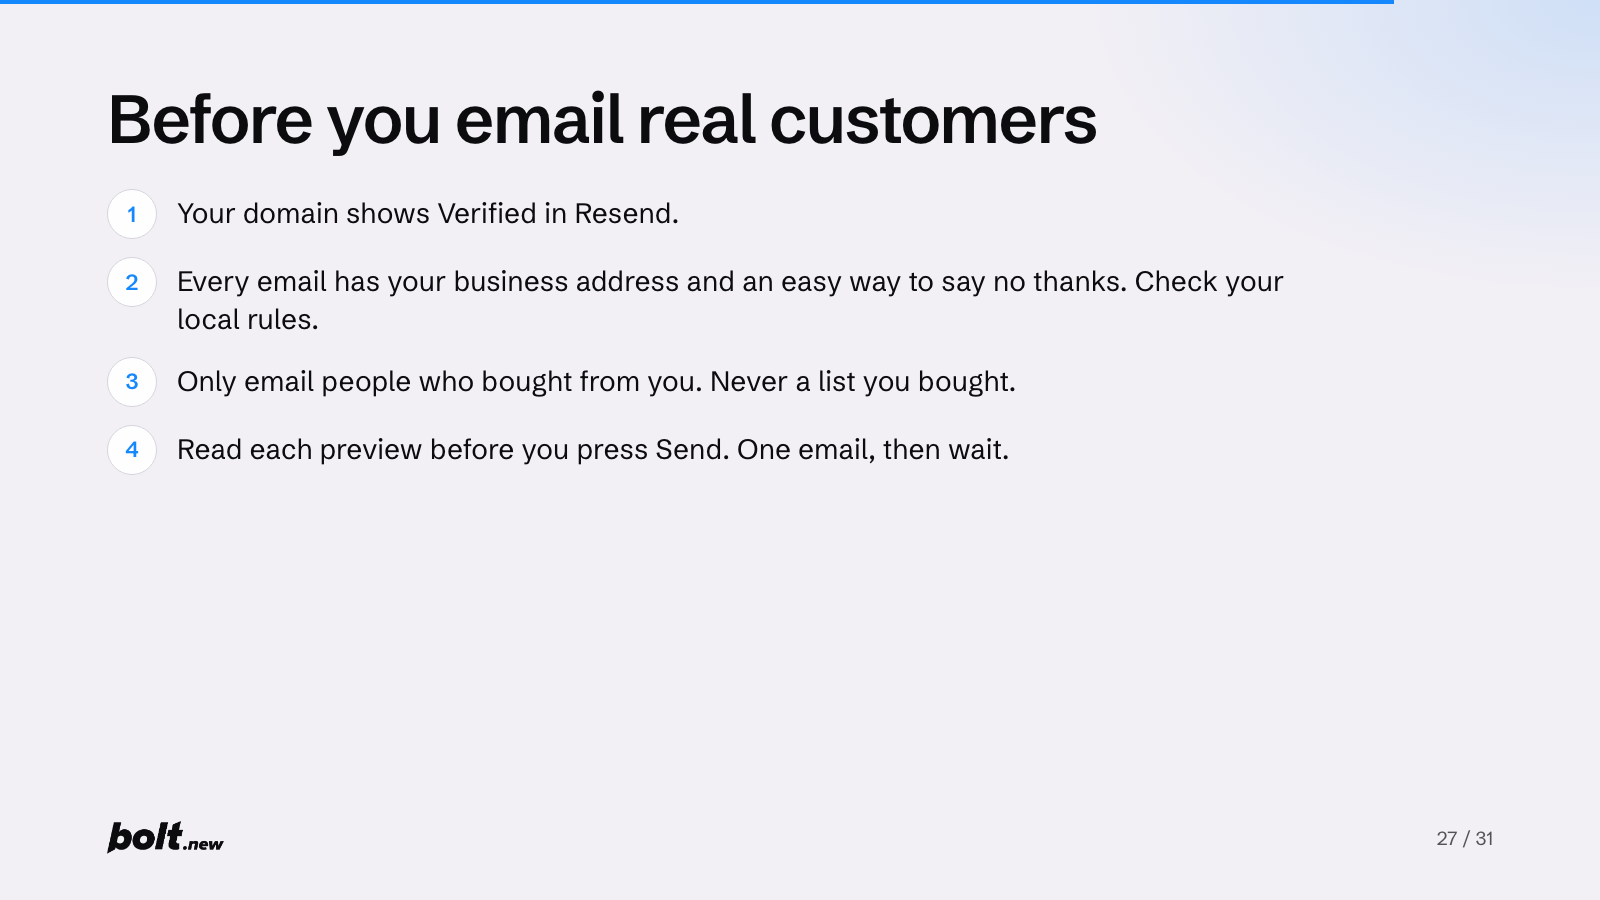 Before you email real customers
1 Your domain shows Verified in Resend.
2 Every email has your business address and an easy way to say no thanks. Check your
local rules.
3 Only email people who bought from you. Never a list you bought.
4 Read each preview before you press Send. One email, then wait.
bolt.new
27 / 31